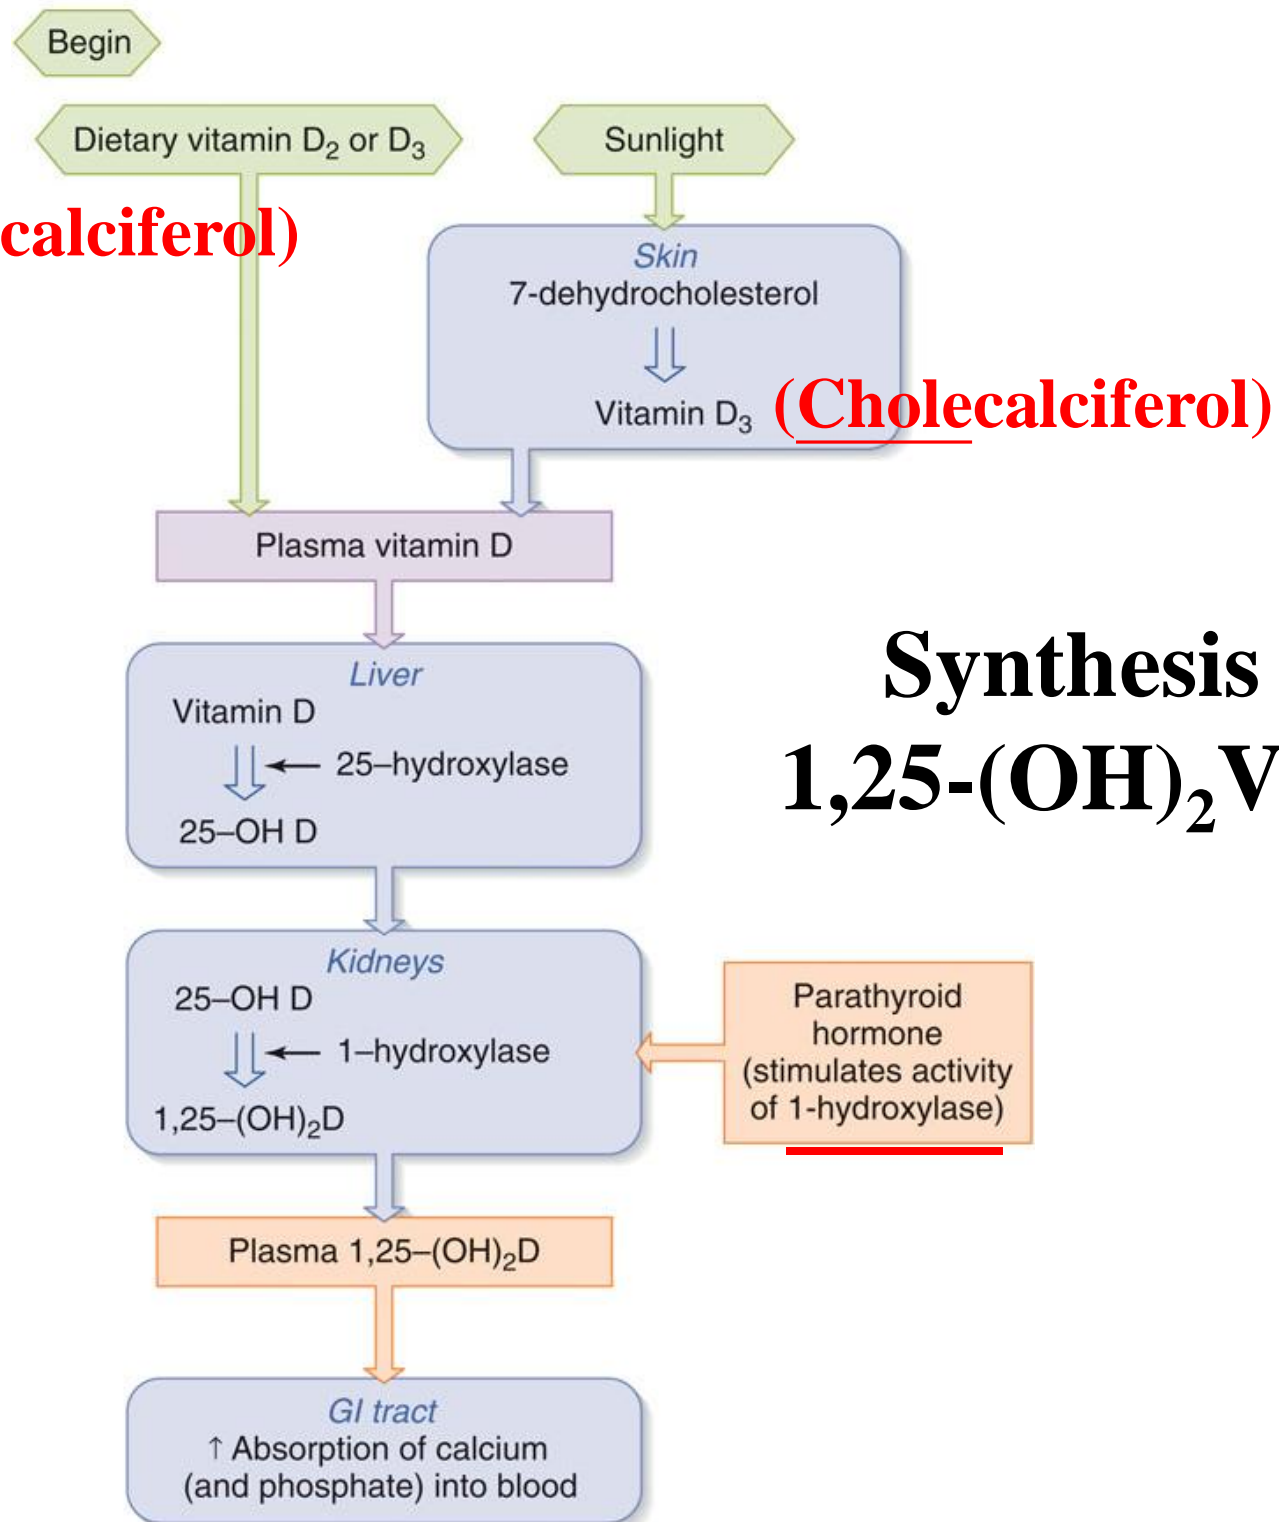 Begin
Dietary vitamin D₂ or D₃
Sunlight
calciferol)
Skin
7-dehydrocholesterol
Vitamin D₃ (Cholecalciferol)
Plasma vitamin D
Synthesis
1,25-(OH)₂V
Liver
Vitamin D
25–hydroxylase
25–OH D
Kidneys
25–OH D
1–hydroxylase
1,25–(OH)₂D
Parathyroid
hormone
(stimulates activity
of 1-hydroxylase)
Plasma 1,25–(OH)₂D
GI tract
↑ Absorption of calcium
(and phosphate) into blood